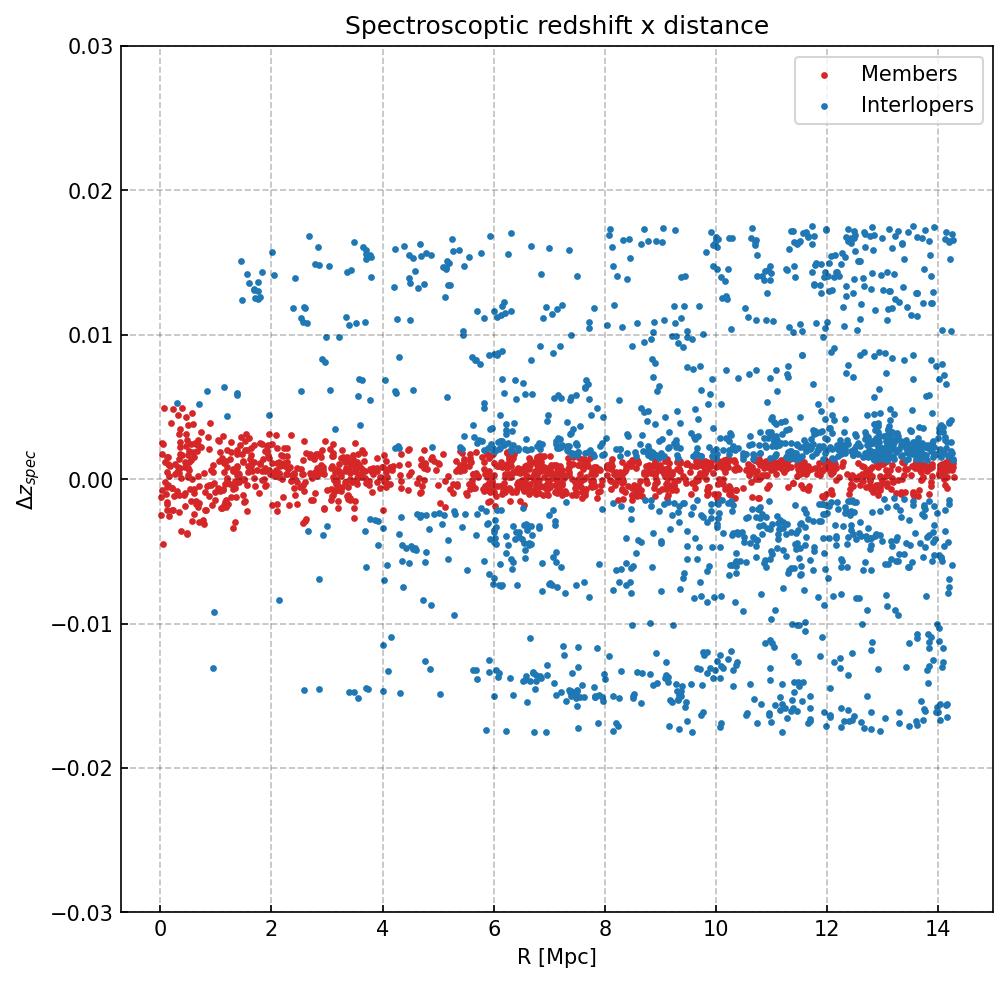 Spectroscoptic redshift x distance
Members
Interlopers
0.03
0.02
0.01
0.00
−0.01
−0.02
−0.03
Δz_spec
0 2 4 6 8 10 12 14
R [Mpc]